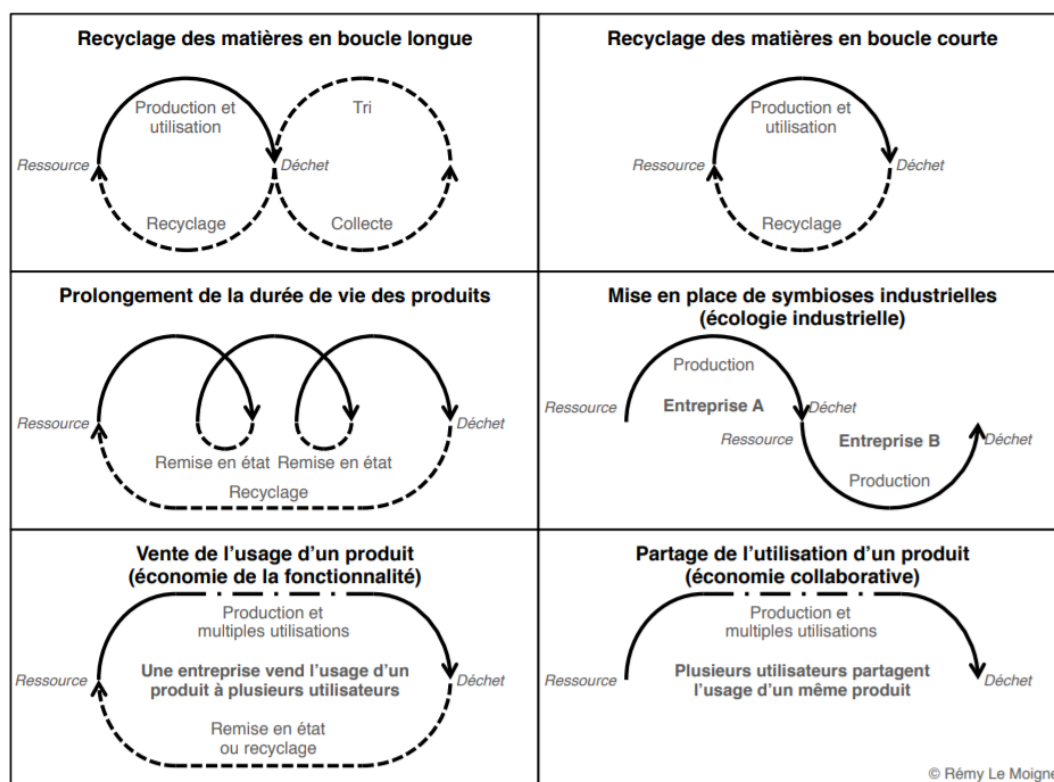 Recyclage des matières en boucle longue
Production et
utilisation
Tri
Ressource
Déchet
Recyclage
Collecte
Recyclage des matières en boucle courte
Production et
utilisation
Ressource
Déchet
Recyclage
Prolongement de la durée de vie des produits
Ressource
Déchet
Remise en état
Remise en état
Recyclage
Mise en place de symbioses industrielles
(écologie industrielle)
Production
Ressource
Entreprise A
Déchet
Ressource
Entreprise B
Déchet
Production
Vente de l'usage d'un produit
(économie de la fonctionnalité)
Production et
multiples utilisations
Ressource
Une entreprise vend l'usage d'un
produit à plusieurs utilisateurs
Déchet
Remise en état
ou recyclage
Partage de l'utilisation d'un produit
(économie collaborative)
Production et
multiples utilisations
Ressource
Plusieurs utilisateurs partagent
l'usage d'un même produit
Déchet
© Rémy Le Moigne